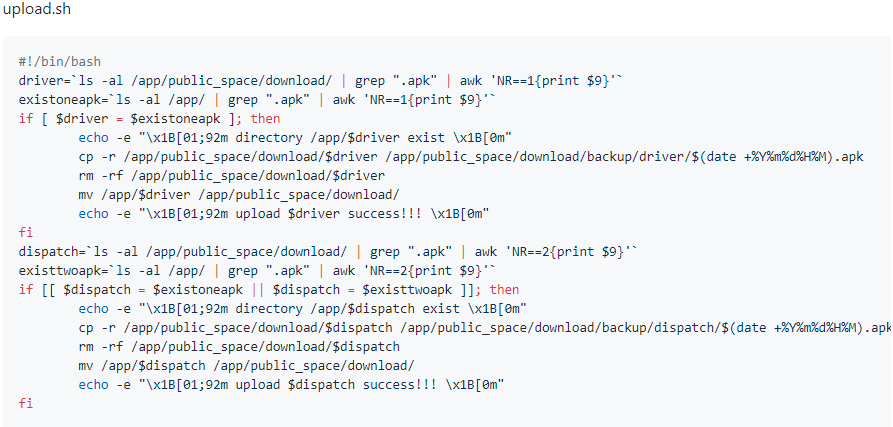 upload.sh
#!/bin/bash
driver=`ls -al /app/public_space/download/ | grep ".apk" | awk 'NR==1{print $9}'`
existoneapk=`ls -al /app/ | grep ".apk" | awk 'NR==1{print $9}'`
if [ $driver = $existoneapk ]; then
        echo -e "\x1B[01;92m directory /app/$driver exist \x1B[0m"
        cp -r /app/public_space/download/$driver /app/public_space/download/backup/driver/$(date +%Y%m%d%H%M).apk
        rm -rf /app/public_space/download/$driver
        mv /app/$driver /app/public_space/download/
        echo -e "\x1B[01;92m upload $driver success!!! \x1B[0m"
fi
dispatch=`ls -al /app/public_space/download/ | grep ".apk" | awk 'NR==2{print $9}'`
existtwoapk=`ls -al /app/ | grep ".apk" | awk 'NR==2{print $9}'`
if [[ $dispatch = $existoneapk || $dispatch = $existtwoapk ]]; then
        echo -e "\x1B[01;92m directory /app/$dispatch exist \x1B[0m"
        cp -r /app/public_space/download/$dispatch /app/public_space/download/backup/dispatch/$(date +%Y%m%d%H%M).apk
        rm -rf /app/public_space/download/$dispatch
        mv /app/$dispatch /app/public_space/download/
        echo -e "\x1B[01;92m upload $dispatch success!!! \x1B[0m"
fi